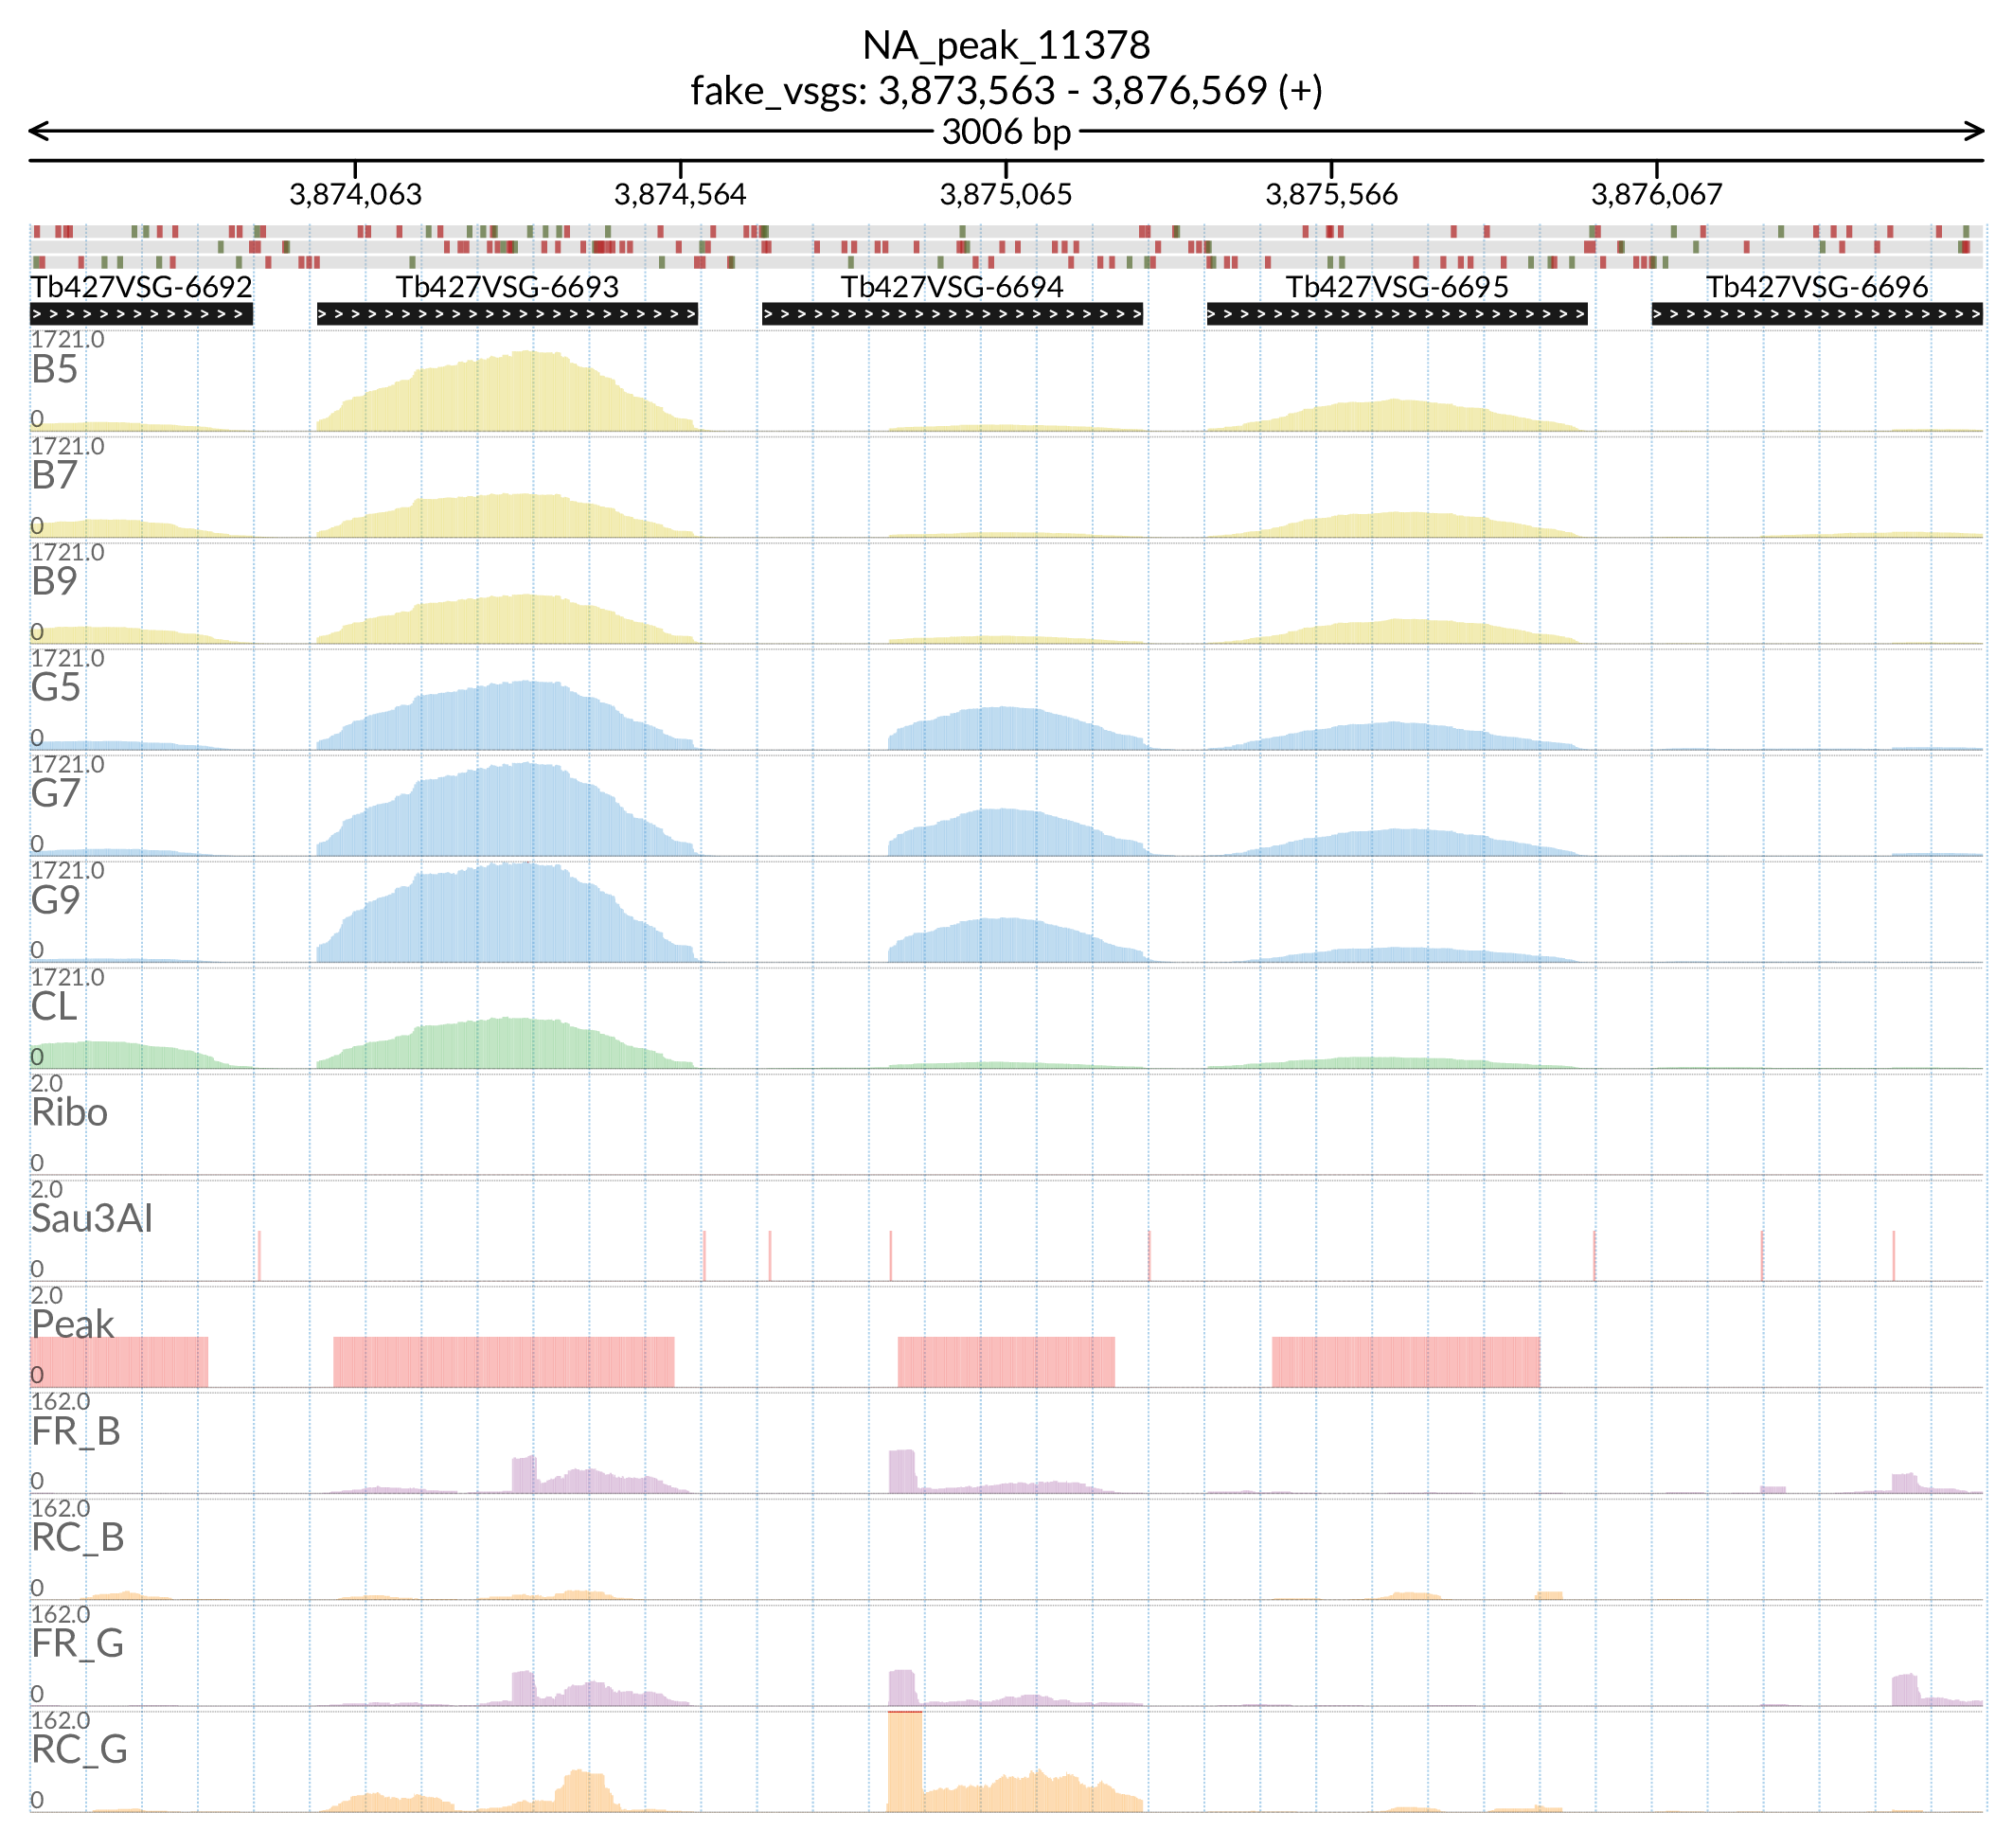 NA_peak_11378
fake_vsgs: 3,873,563 - 3,876,569 (+)
3006 bp
3,874,063 3,874,564 3,875,065 3,875,566 3,876,067
Tb427VSG-6692 Tb427VSG-6693 Tb427VSG-6694 Tb427VSG-6695 Tb427VSG-6696
1721.0
B5
0
1721.0
B7
0
1721.0
B9
0
1721.0
G5
0
1721.0
G7
0
1721.0
G9
0
1721.0
CL
0
2.0
Ribo
0
2.0
Sau3AI
0
2.0
Peak
0
162.0
FR_B
0
162.0
RC_B
0
162.0
FR_G
0
162.0
RC_G
0